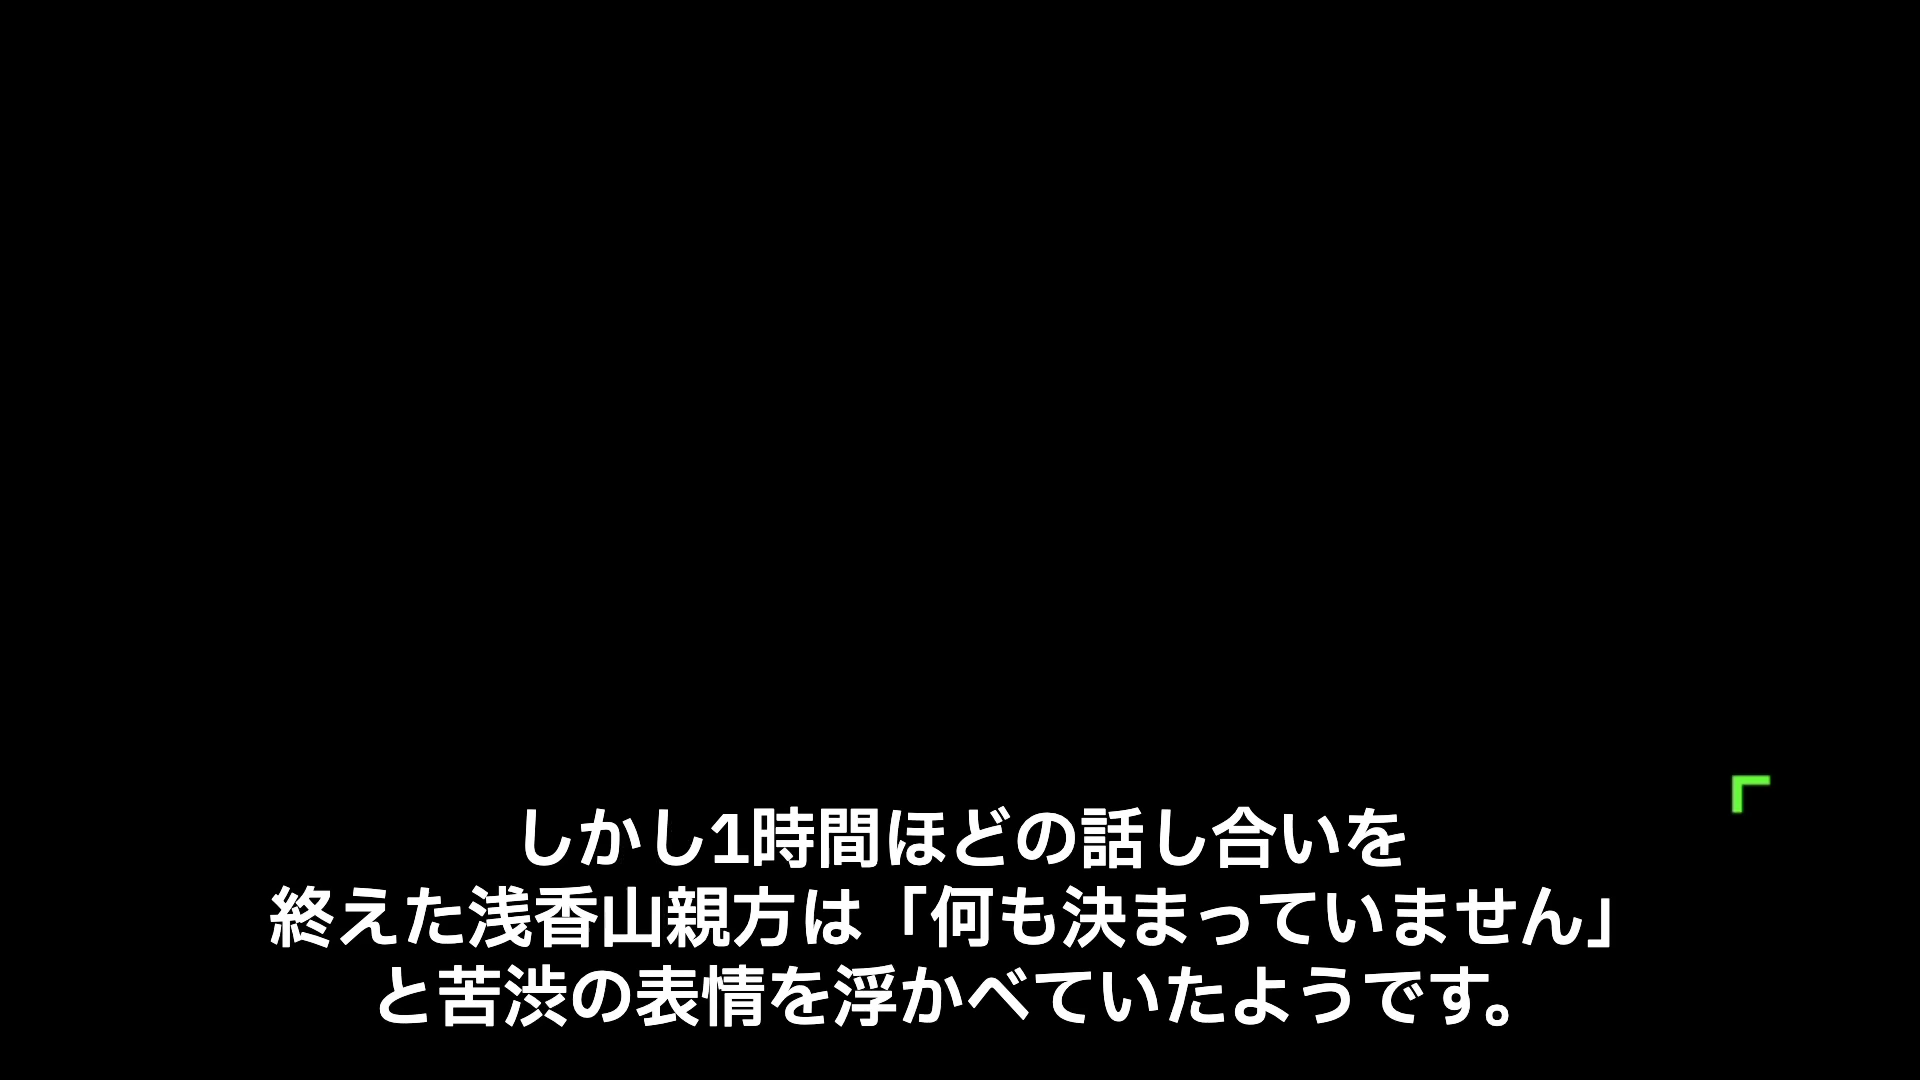 しかし1時間ほどの話し合いを
終えた浅香山親方は「何も決まっていません」
と苦渋の表情を浮かべていたようです。